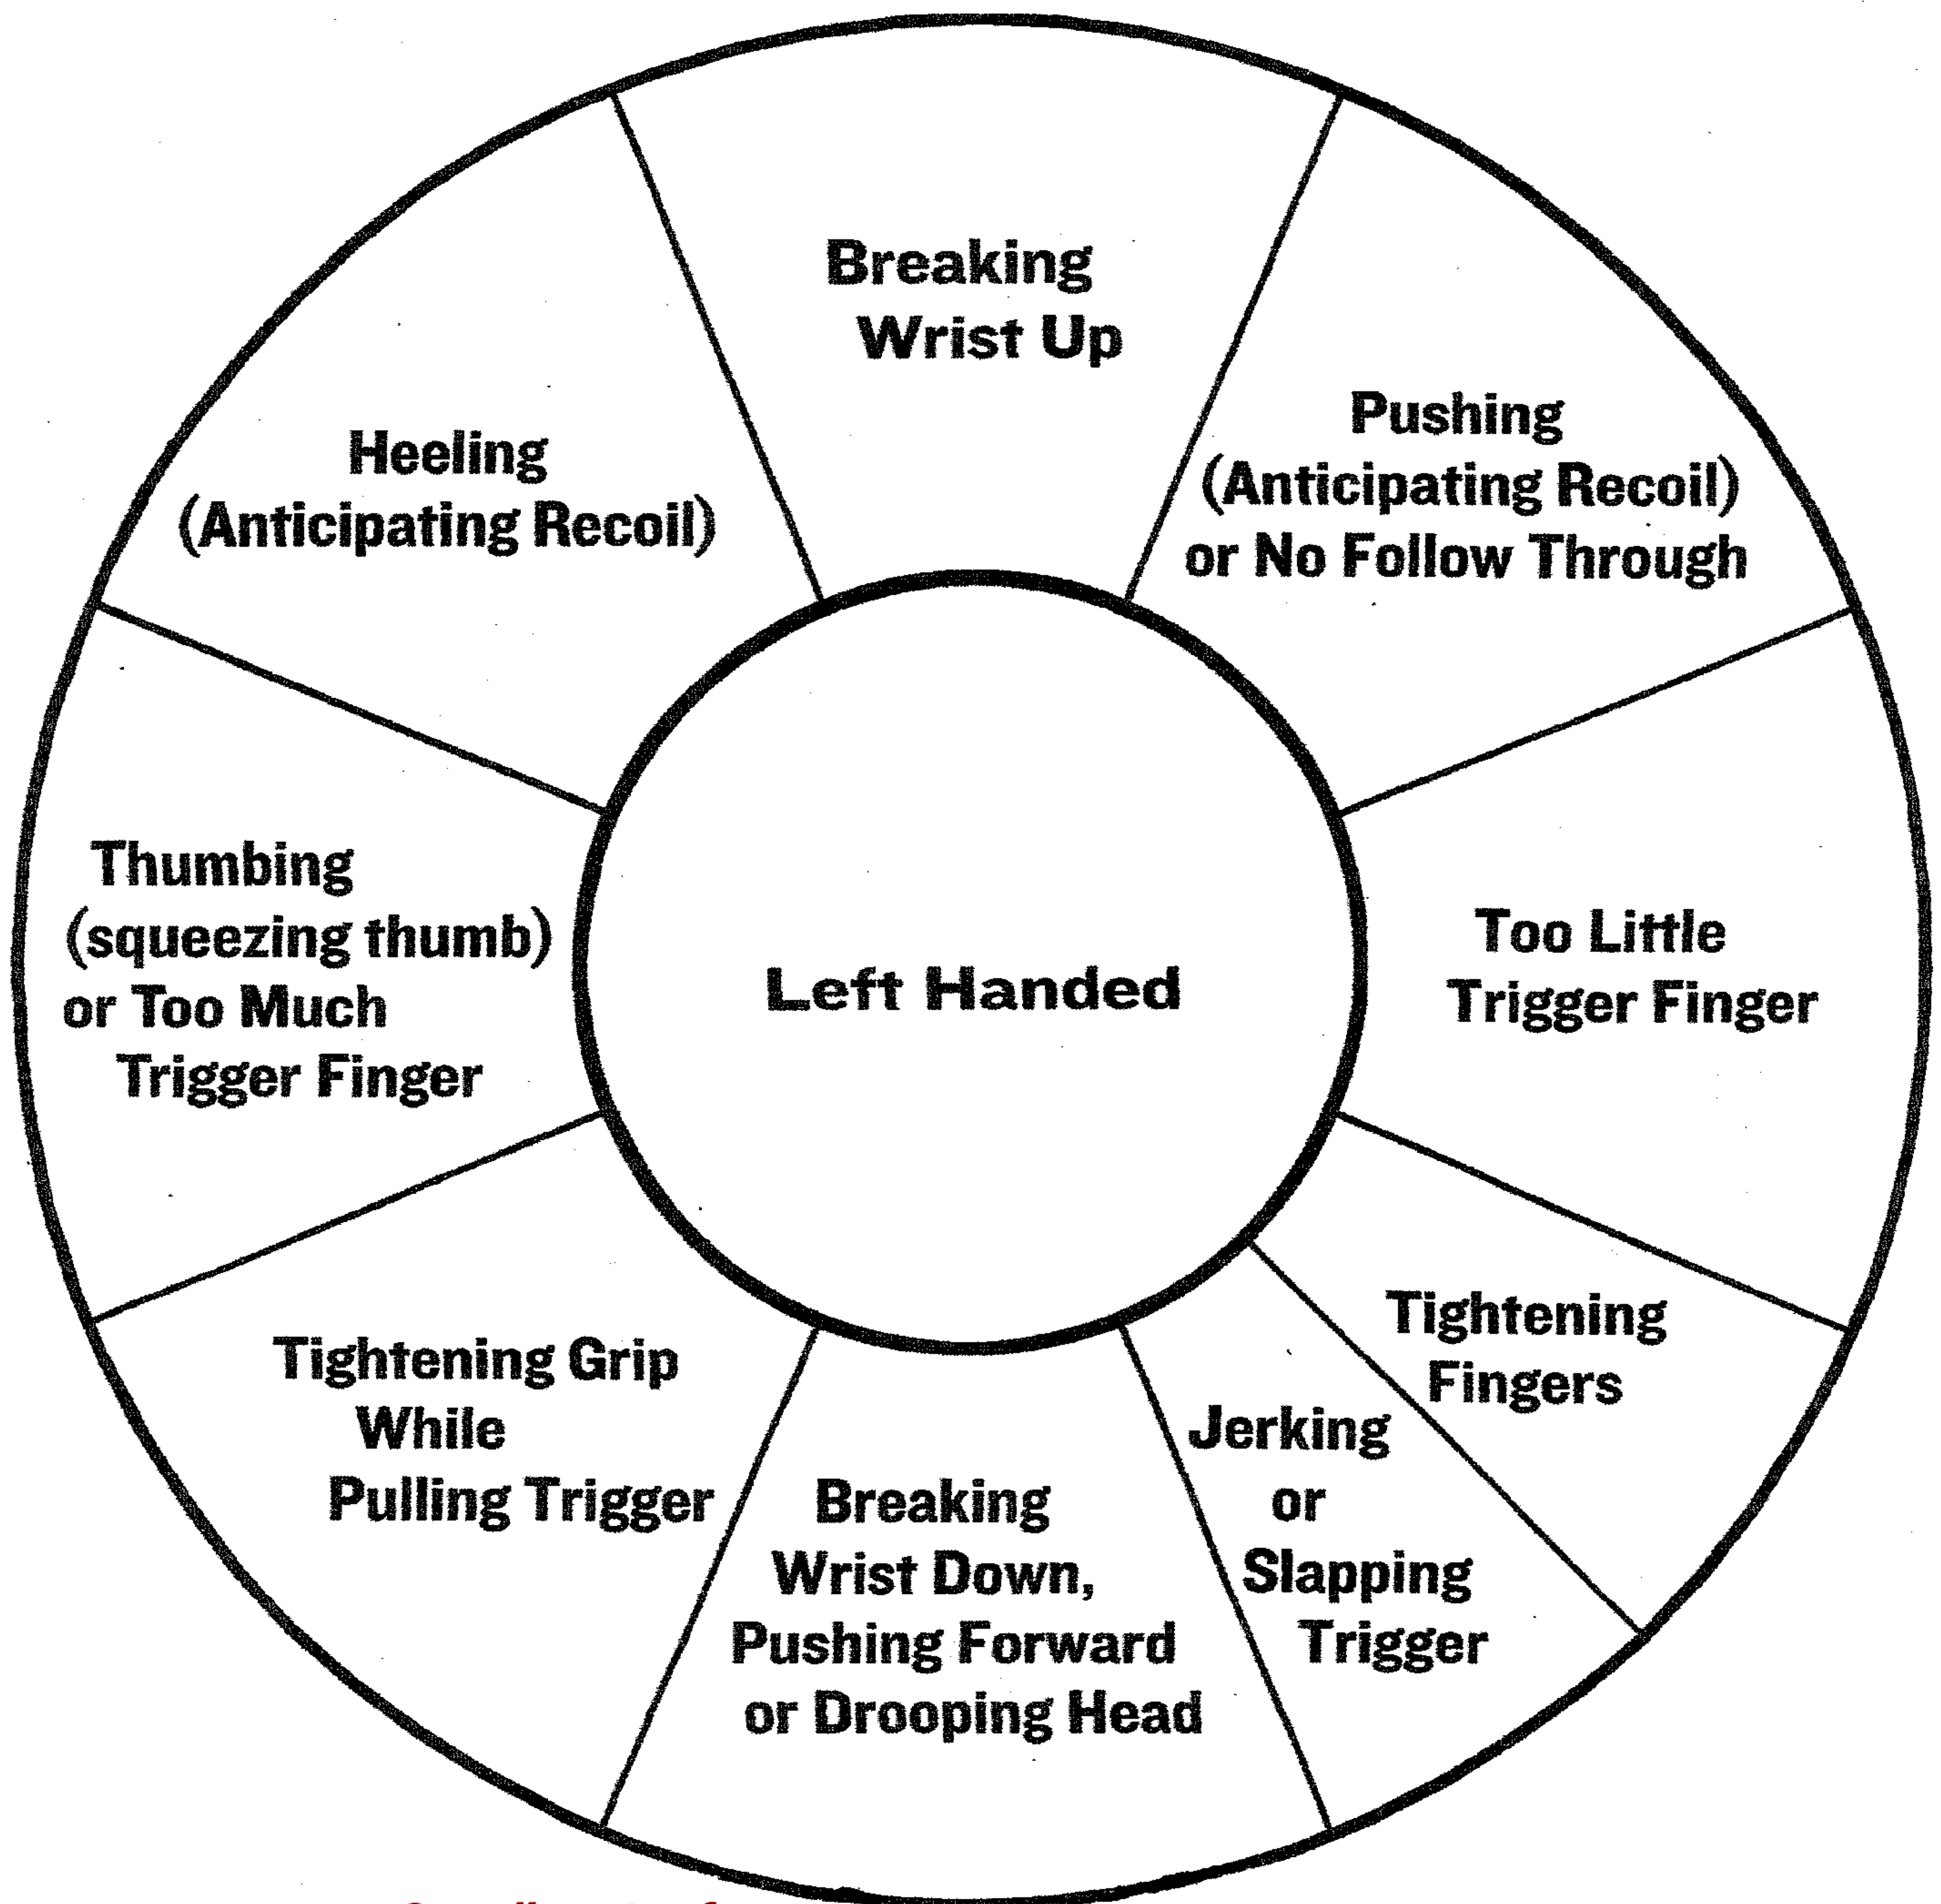 Breaking
Wrist Up
Pushing
(Anticipating Recoil)
or No Follow Through
Heeling
(Anticipating Recoil)
Thumbing
(squeezing thumb)
or Too Much
Trigger Finger
Left Handed
Too Little
Trigger Finger
Tightening
Fingers
Jerking
or
Slapping
Trigger
Tightening Grip
While
Pulling Trigger
Breaking
Wrist Down,
Pushing Forward
or Drooping Head